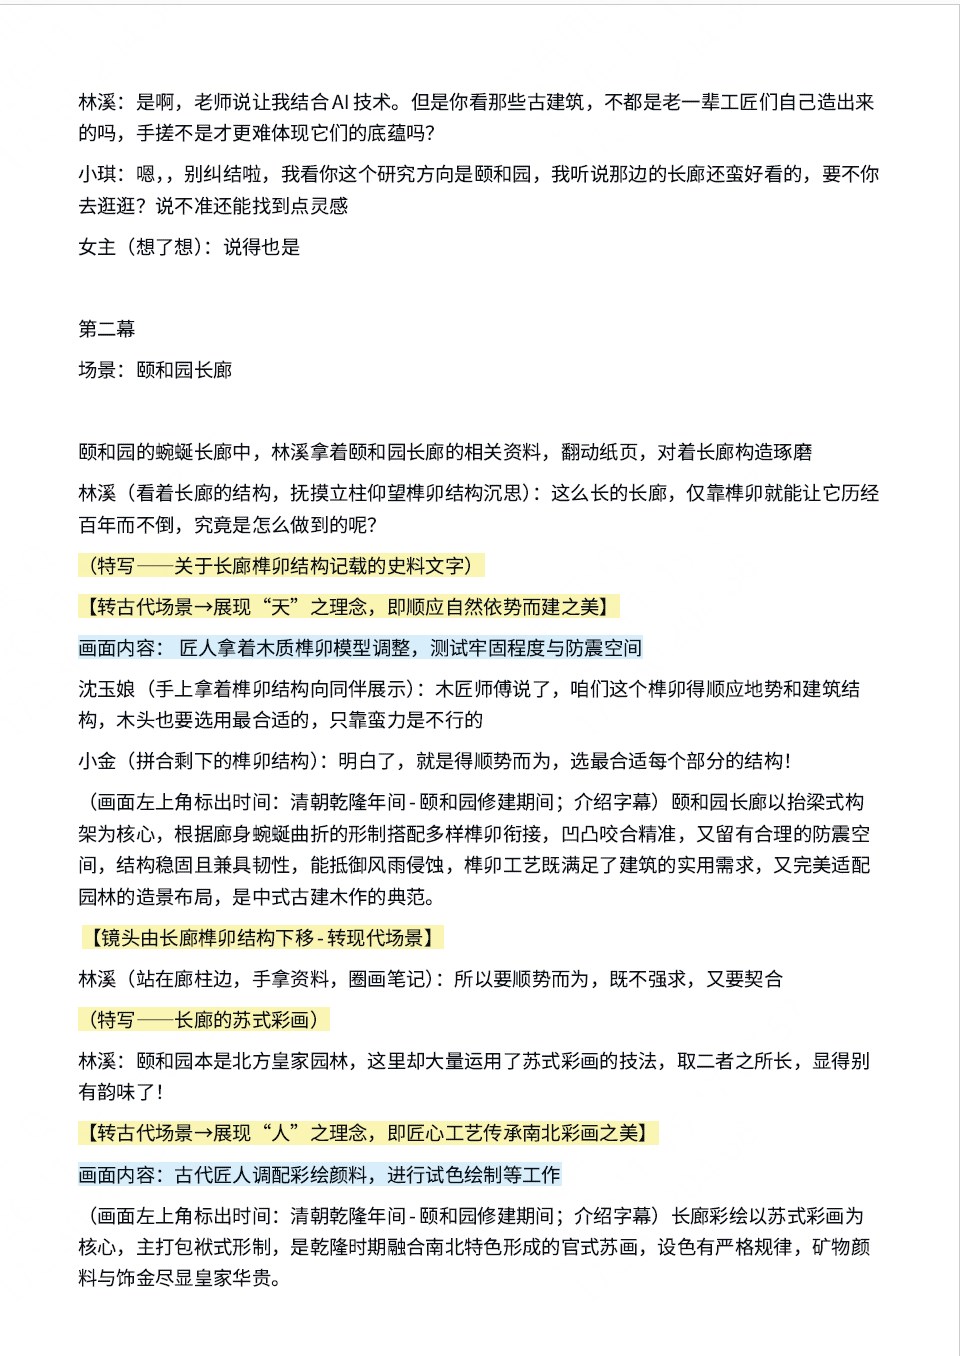 林溪：是啊，老师说让我结合 AI 技术。但是你看那些古建筑，不都是老一辈工匠们自己造出来
的吗，手搓不是才更难体现它们的底蕴吗？
小琪：嗯，，别纠结啦，我看你这个研究方向是颐和园，我听说那边的长廊还蛮好看的，要不你
去逛逛？说不准还能找到点灵感
女主（想了想）：说得也是
第二幕
场景：颐和园长廊
颐和园的蜿蜒长廊中，林溪拿着颐和园长廊的相关资料，翻动纸页，对着长廊构造琢磨
林溪（看着长廊的结构，抚摸立柱仰望榫卯结构沉思）：这么长的长廊，仅靠榫卯就能让它历经
百年而不倒，究竟是怎么做到的呢？
（特写——关于长廊榫卯结构记载的史料文字）
【转古代场景→展现“天”之理念，即顺应自然依势而建之美】
画面内容： 匠人拿着木质榫卯模型调整，测试牢固程度与防震空间
沈玉娘（手上拿着榫卯结构向同伴展示）：木匠师傅说了，咱们这个榫卯得顺应地势和建筑结
构，木头也要选用最合适的，只靠蛮力是不行的
小金（拼合剩下的榫卯结构）：明白了，就是得顺势而为，选最合适每个部分的结构！
（画面左上角标出时间：清朝乾隆年间 - 颐和园修建期间；介绍字幕）颐和园长廊以抬梁式构
架为核心，根据廊身蜿蜒曲折的形制搭配多样榫卯衔接，凹凸咬合精准，又留有合理的防震空
间，结构稳固且兼具韧性，能抵御风雨侵蚀，榫卯工艺既满足了建筑的实用需求，又完美适配
园林的造景布局，是中式古建木作的典范。
【镜头由长廊榫卯结构下移 - 转现代场景】
林溪（站在廊柱边，手拿资料，圈画笔记）：所以要顺势而为，既不强求，又要契合
（特写——长廊的苏式彩画）
林溪：颐和园本是北方皇家园林，这里却大量运用了苏式彩画的技法，取二者之所长，显得别
有韵味了！
【转古代场景→展现“人”之理念，即匠心工艺传承南北彩画之美】
画面内容：古代匠人调配彩绘颜料，进行试色绘制等工作
（画面左上角标出时间：清朝乾隆年间 - 颐和园修建期间；介绍字幕）长廊彩绘以苏式彩画为
核心，主打包袱式形制，是乾隆时期融合南北特色形成的官式苏画，设色有严格规律，矿物颜
料与饰金尽显皇家华贵。